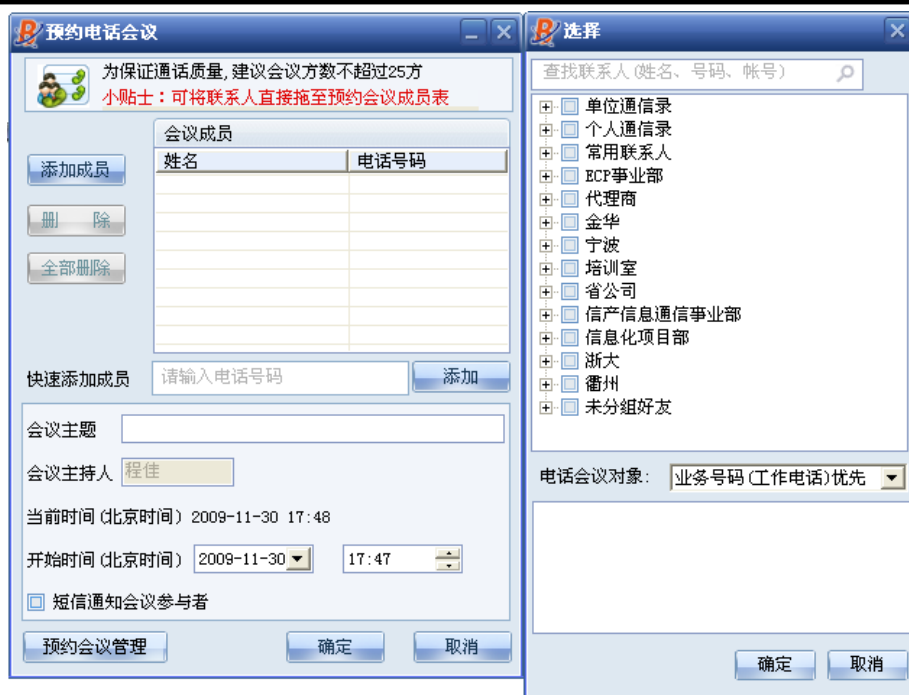 预约电话会议
为保证通话质量,建议会议方数不超过25方
小贴士：可将联系人直接拖至预约会议成员表
会议成员
姓名 电话号码
添加成员
删 除
全部删除
快速添加成员 请输入电话号码 添加
会议主题
会议主持人 程佳
当前时间(北京时间) 2009-11-30 17:48
开始时间(北京时间) 2009-11-30 17:47
短信通知会议参与者
预约会议管理 确定 取消
选择
查找联系人(姓名、号码、帐号)
单位通信录
个人通信录
常用联系人
ECP事业部
代理商
金华
宁波
培训室
省公司
信产信息通信事业部
信息化项目部
浙大
衢州
未分组好友
电话会议对象: 业务号码(工作电话)优先
确定 取消